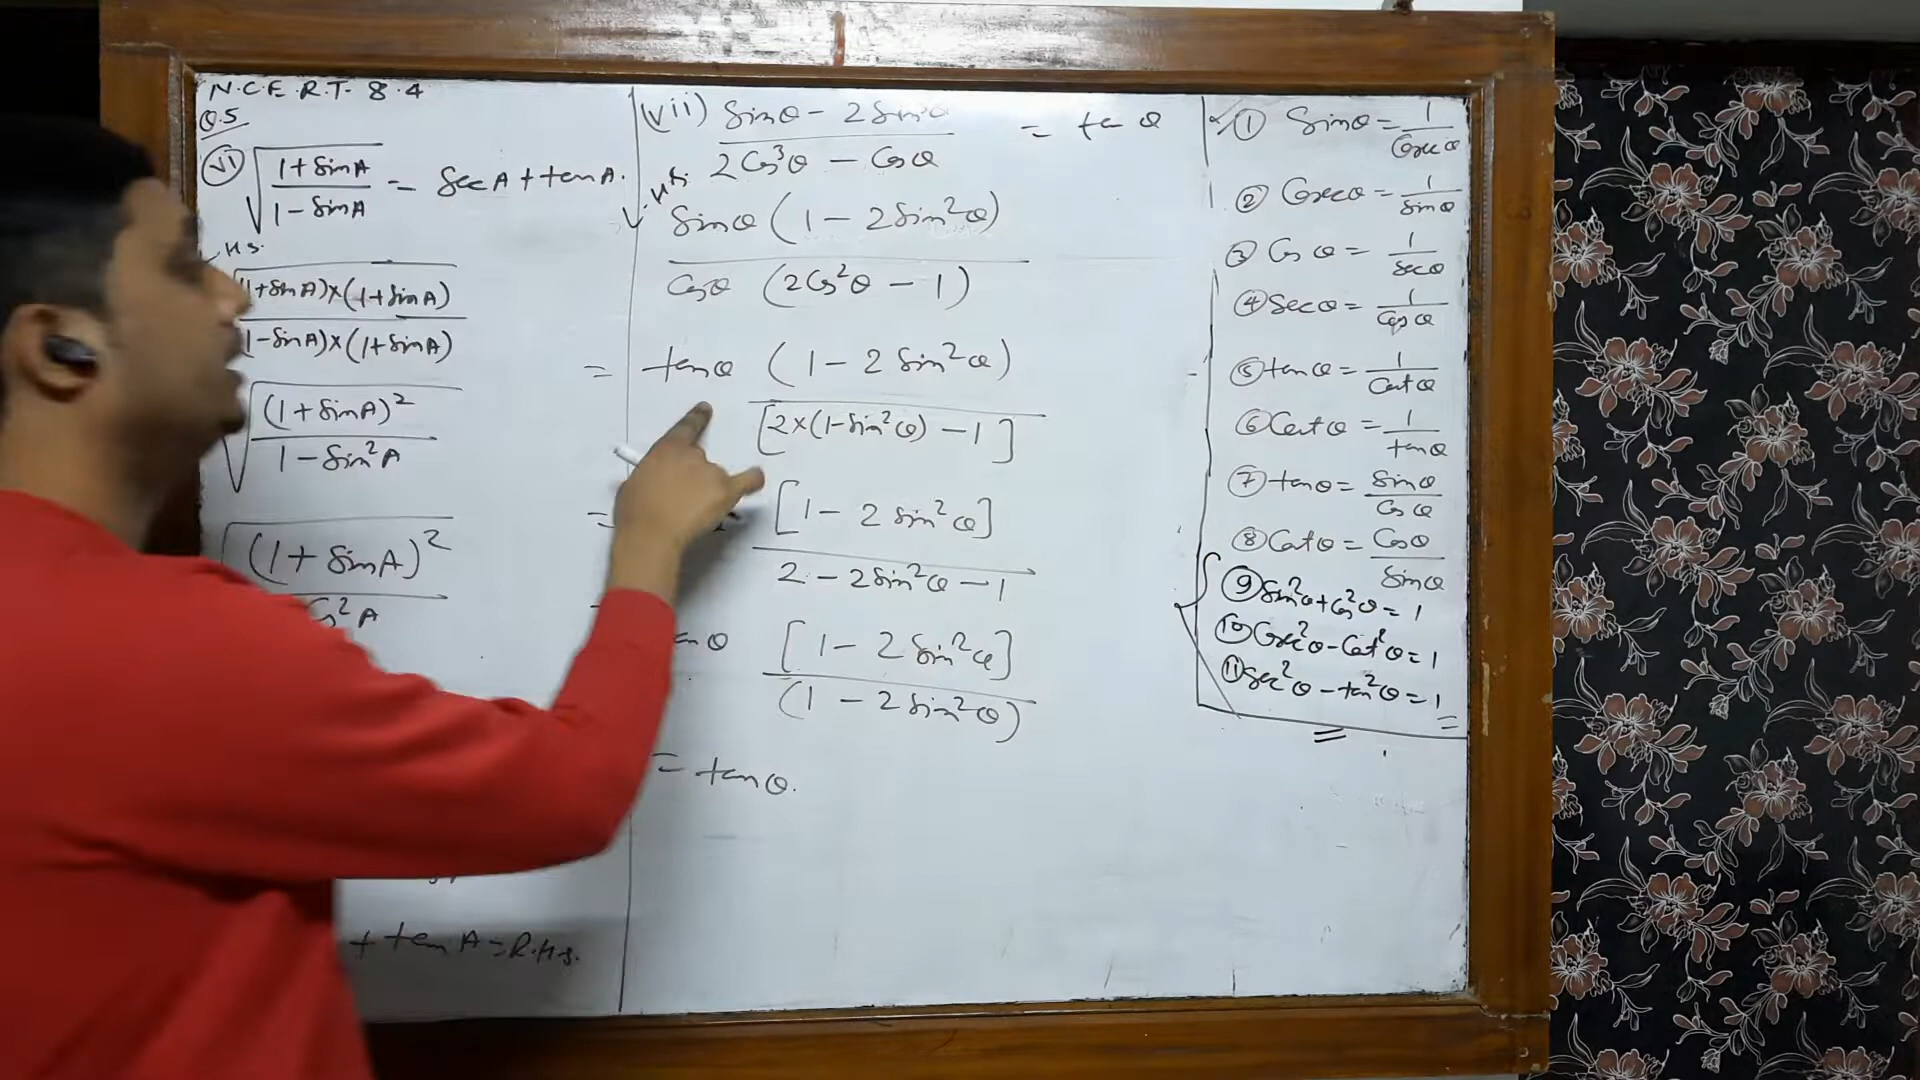 N.C.E.R.T. 8.4
Q.5
(vi) √(1+SinA)/(1-SinA) = SecA + tanA.
H.S.
(1+SinA)×(1+SinA)
(1-SinA)×(1+SinA)
√(1+SinA)²
1-Sin²A
(1+SinA)²
Cos²A
+ tan A = R.H.S.
(vii) Sinθ - 2Sin³θ
2Cos³θ - Cosθ
= tan θ
L.H.S.
Sinθ (1 - 2Sin²θ)
Cosθ (2Cos²θ - 1)
= tanθ (1 - 2Sin²θ)
[2×(1-Sin²θ) - 1]
= [1 - 2Sin²θ]
2 - 2Sin²θ - 1
tanθ [1 - 2Sin²θ]
(1 - 2Sin²θ)
= tanθ.
① Sinθ = 1/Cosecθ
② Cosecθ = 1/Sinθ
③ Cosθ = 1/Secθ
④ Secθ = 1/Cosθ
⑤ tanθ = 1/Cotθ
⑥ Cotθ = 1/tanθ
⑦ tanθ = Sinθ/Cosθ
⑧ Cotθ = Cosθ/Sinθ
⑨ Sin²θ + Cos²θ = 1
⑩ Cosec²θ - Cot²θ = 1
⑪ Sec²θ - tan²θ = 1